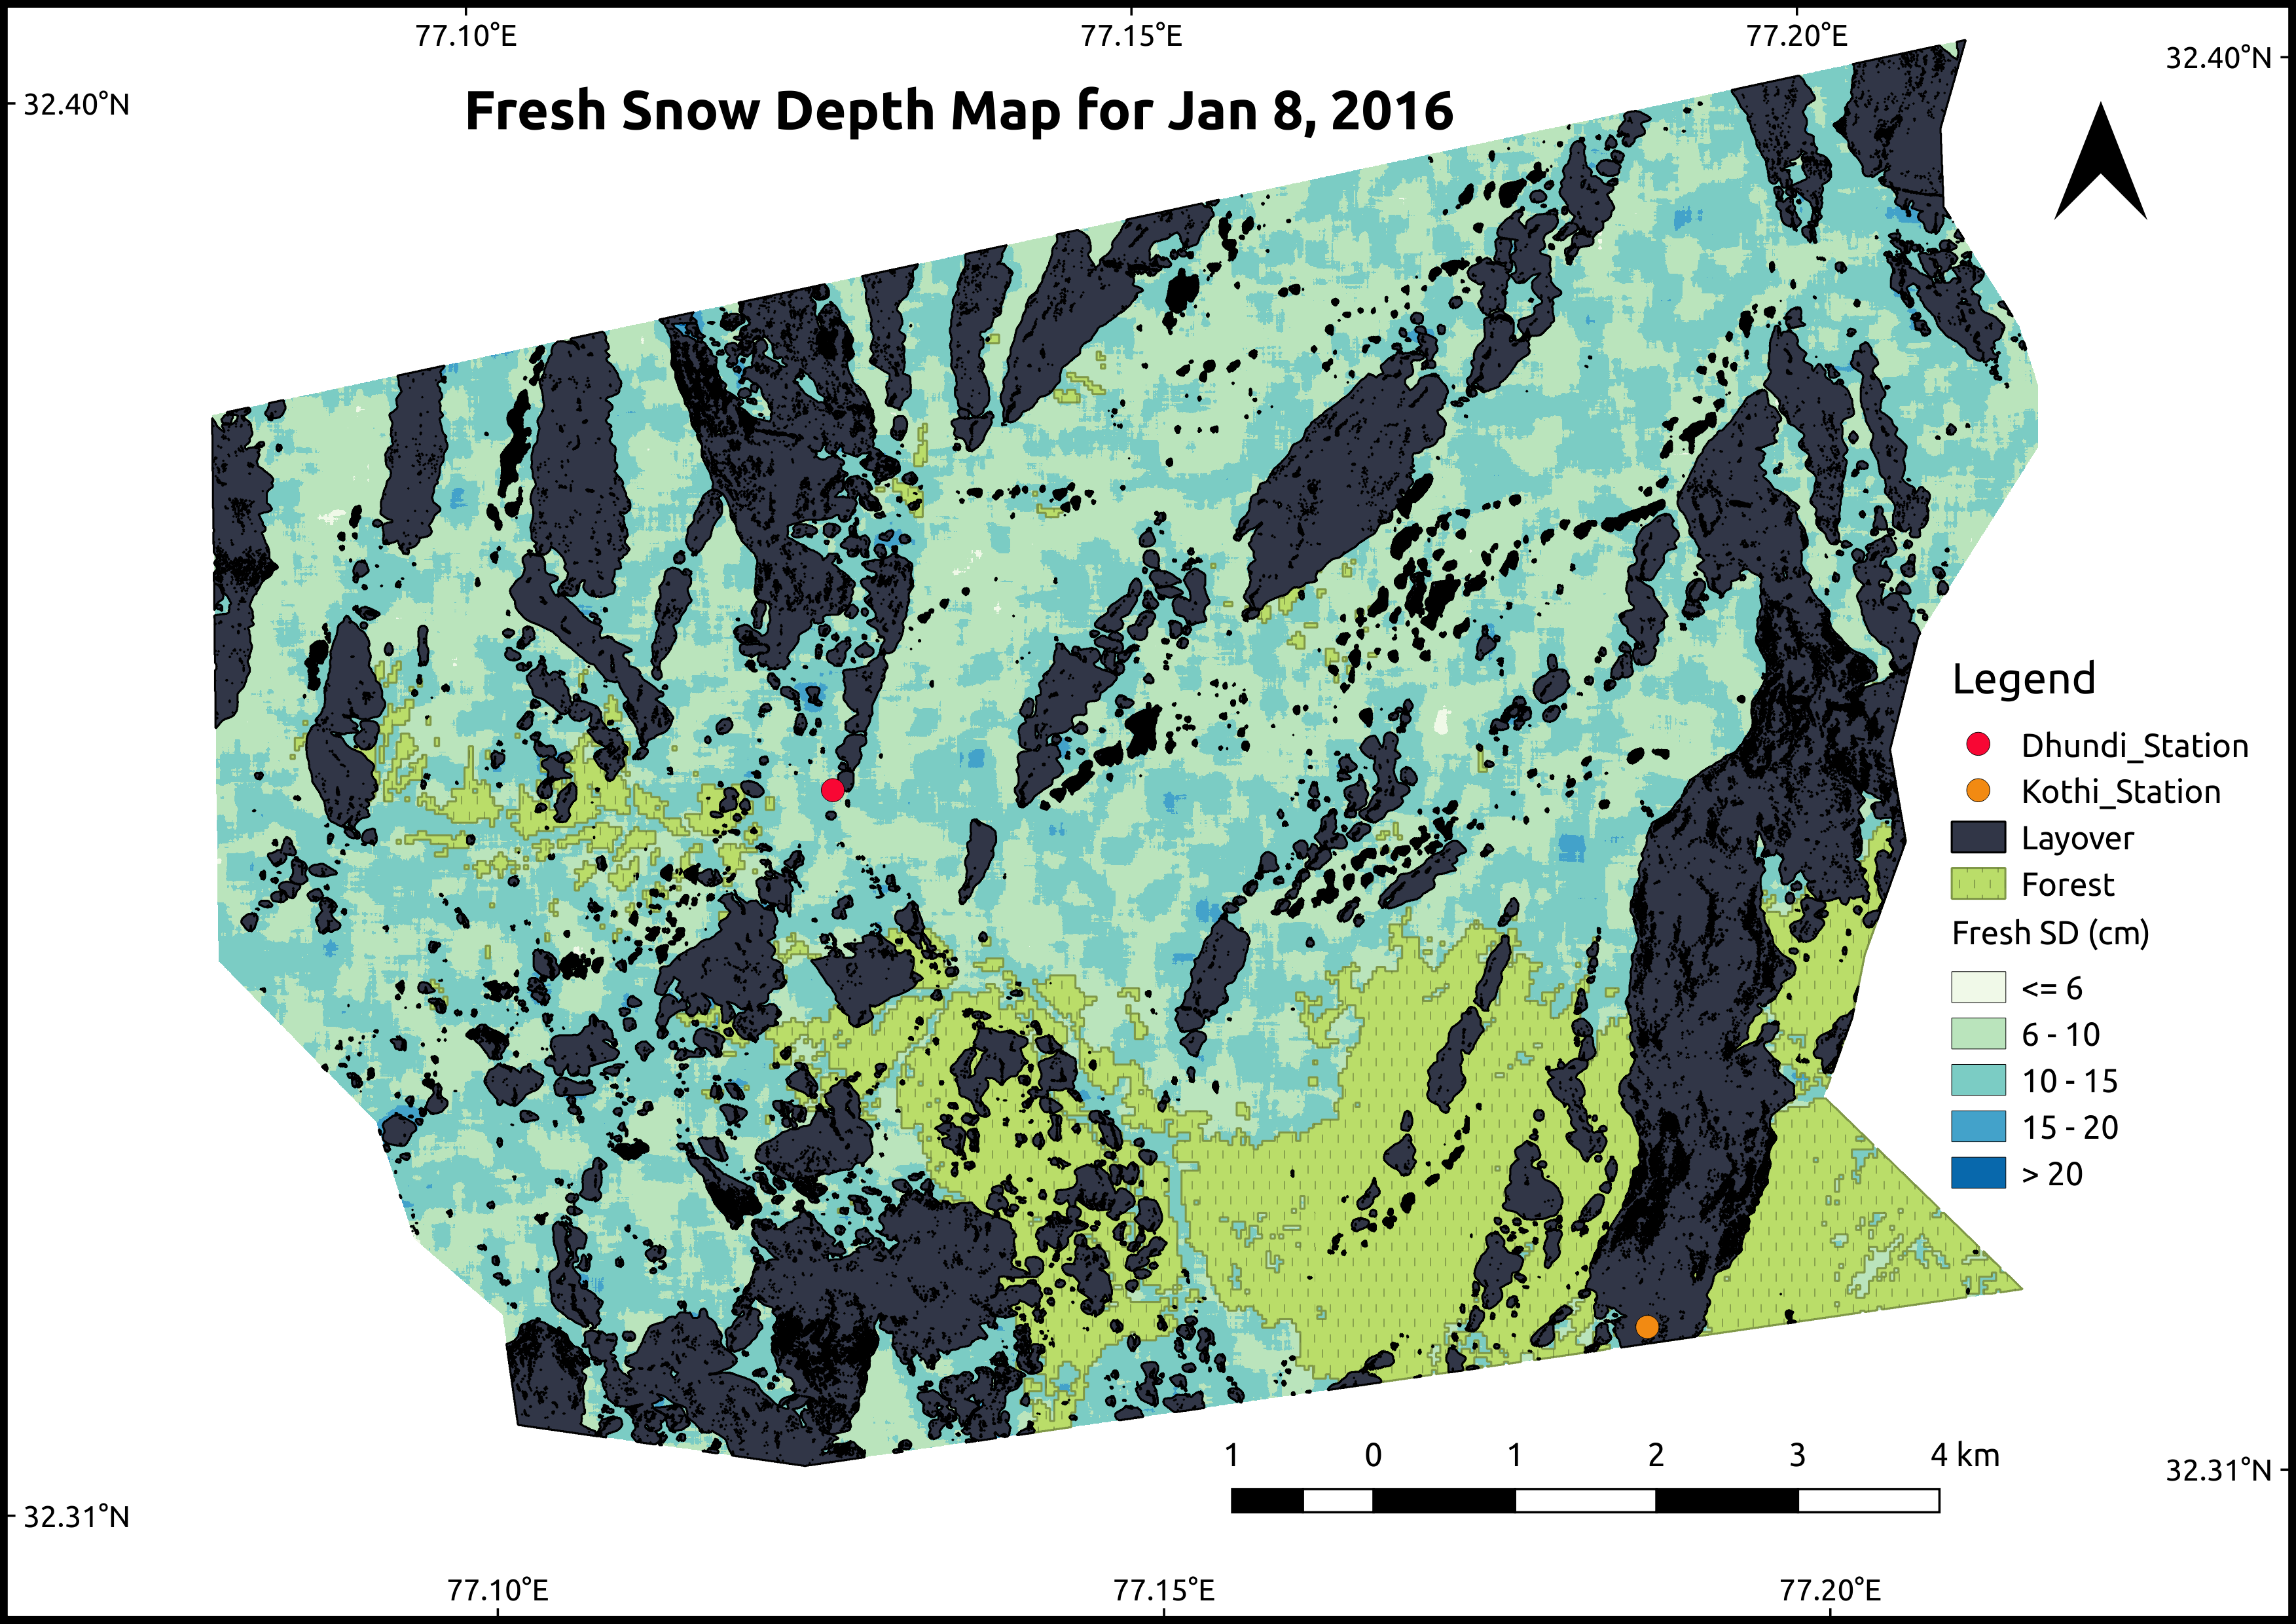 77.10°E 77.15°E 77.20°E
32.40°N 32.40°N
Fresh Snow Depth Map for Jan 8, 2016
Legend
Dhundi_Station
Kothi_Station
Layover
Forest
Fresh SD (cm)
<= 6
6 - 10
10 - 15
15 - 20
> 20
1 0 1 2 3 4 km
32.31°N 32.31°N
77.10°E 77.15°E 77.20°E